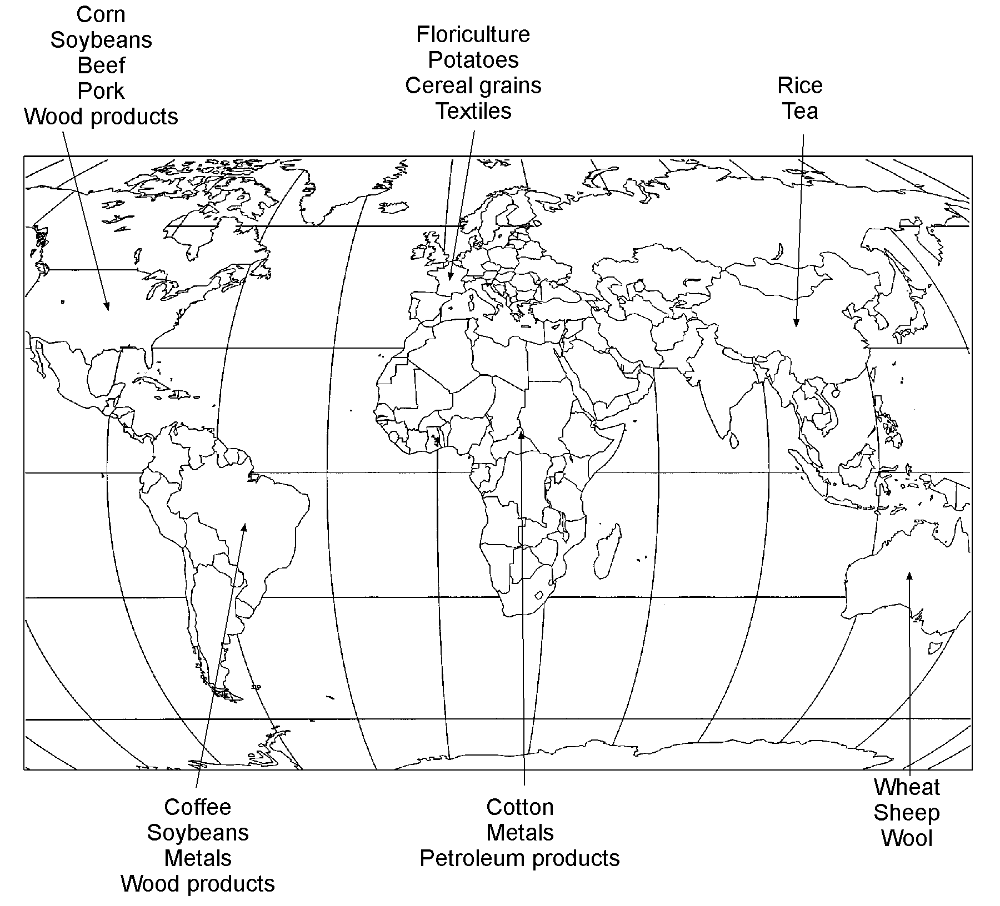 Corn
Soybeans
Beef
Pork
Wood products
Floriculture
Potatoes
Cereal grains
Textiles
Rice
Tea
Coffee
Soybeans
Metals
Wood products
Cotton
Metals
Petroleum products
Wheat
Sheep
Wool